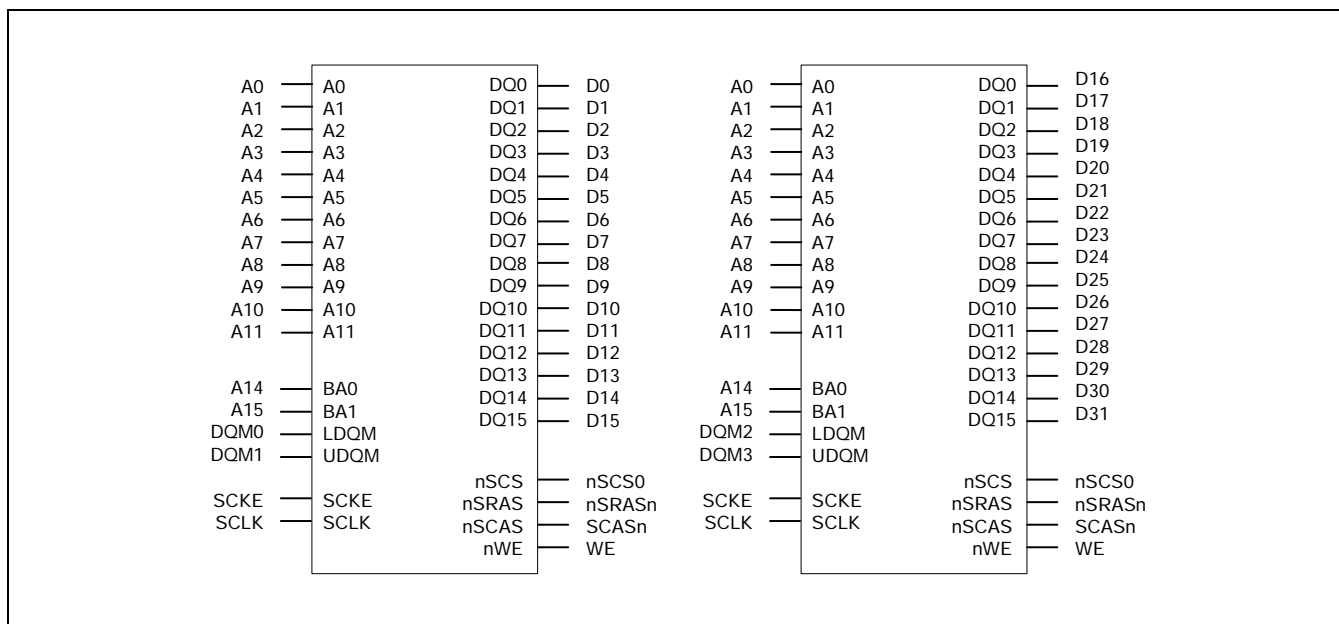 A0 A0 DQ0 D0
A1 A1 DQ1 D1
A2 A2 DQ2 D2
A3 A3 DQ3 D3
A4 A4 DQ4 D4
A5 A5 DQ5 D5
A6 A6 DQ6 D6
A7 A7 DQ7 D7
A8 A8 DQ8 D8
A9 A9 DQ9 D9
A10 A10 DQ10 D10
A11 A11 DQ11 D11
DQ12 D12
DQ13 D13
A14 BA0 DQ14 D14
A15 BA1 DQ15 D15
DQM0 LDQM
DQM1 UDQM
nSCS nSCS0
SCKE SCKE nSRAS nSRASn
SCLK SCLK nSCAS SCASn
nWE WE
A0 A0 DQ0 D16
A1 A1 DQ1 D17
A2 A2 DQ2 D18
A3 A3 DQ3 D19
A4 A4 DQ4 D20
A5 A5 DQ5 D21
A6 A6 DQ6 D22
A7 A7 DQ7 D23
A8 A8 DQ8 D24
A9 A9 DQ9 D25
A10 A10 DQ10 D26
A11 A11 DQ11 D27
DQ12 D28
DQ13 D29
A14 BA0 DQ14 D30
A15 BA1 DQ15 D31
DQM2 LDQM
DQM3 UDQM
nSCS nSCS0
SCKE SCKE nSRAS nSRASn
SCLK SCLK nSCAS SCASn
nWE WE